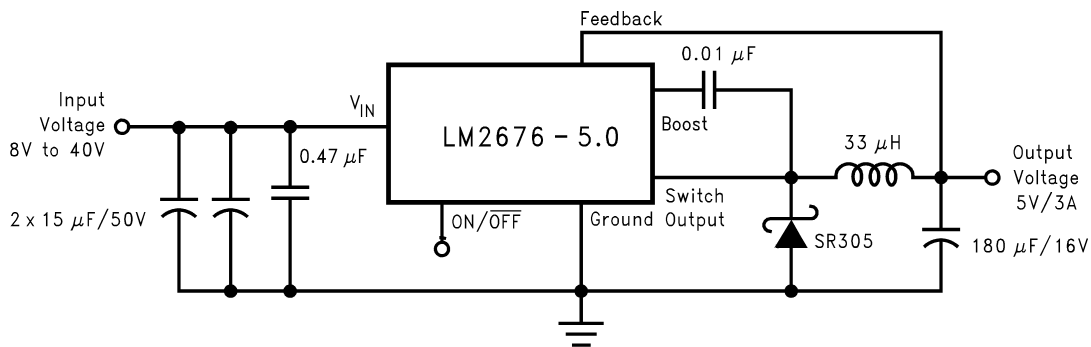 Feedback
0.01 μF
Input
Voltage
8V to 40V
VIN
LM2676 – 5.0
Boost
0.47 μF
33 μH
Output
Voltage
5V/3A
2 x 15 μF/50V
ON/OFF
Ground
Switch
Output
SR305
180 μF/16V